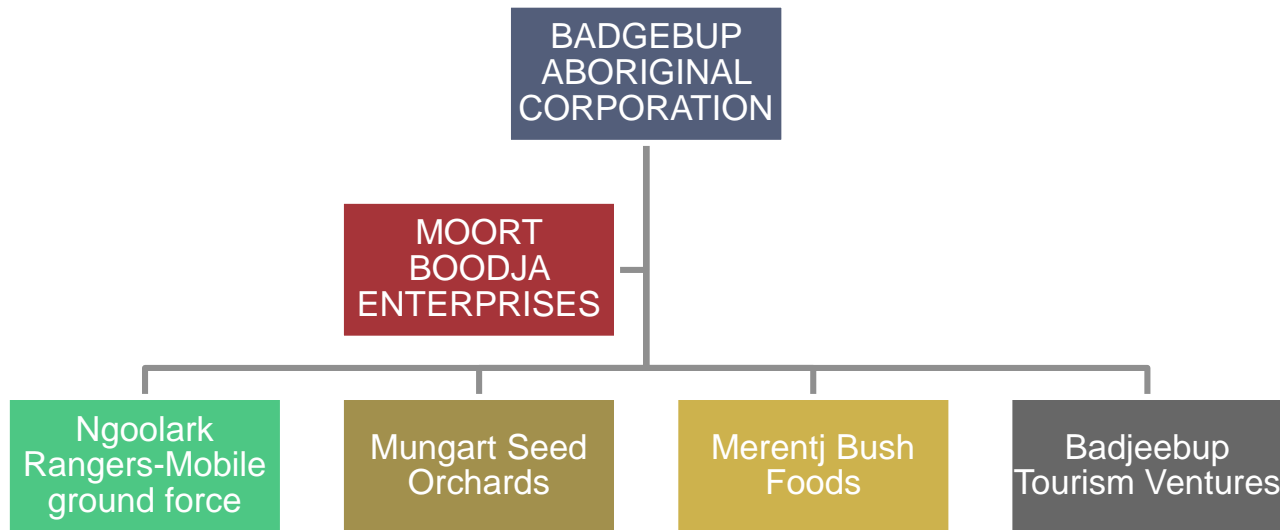 BADGEBUP
ABORIGINAL
CORPORATION
MOORT
BOODJA
ENTERPRISES
Ngoolark
Rangers-Mobile
ground force
Mungart Seed
Orchards
Merentj Bush
Foods
Badjeebup
Tourism Ventures